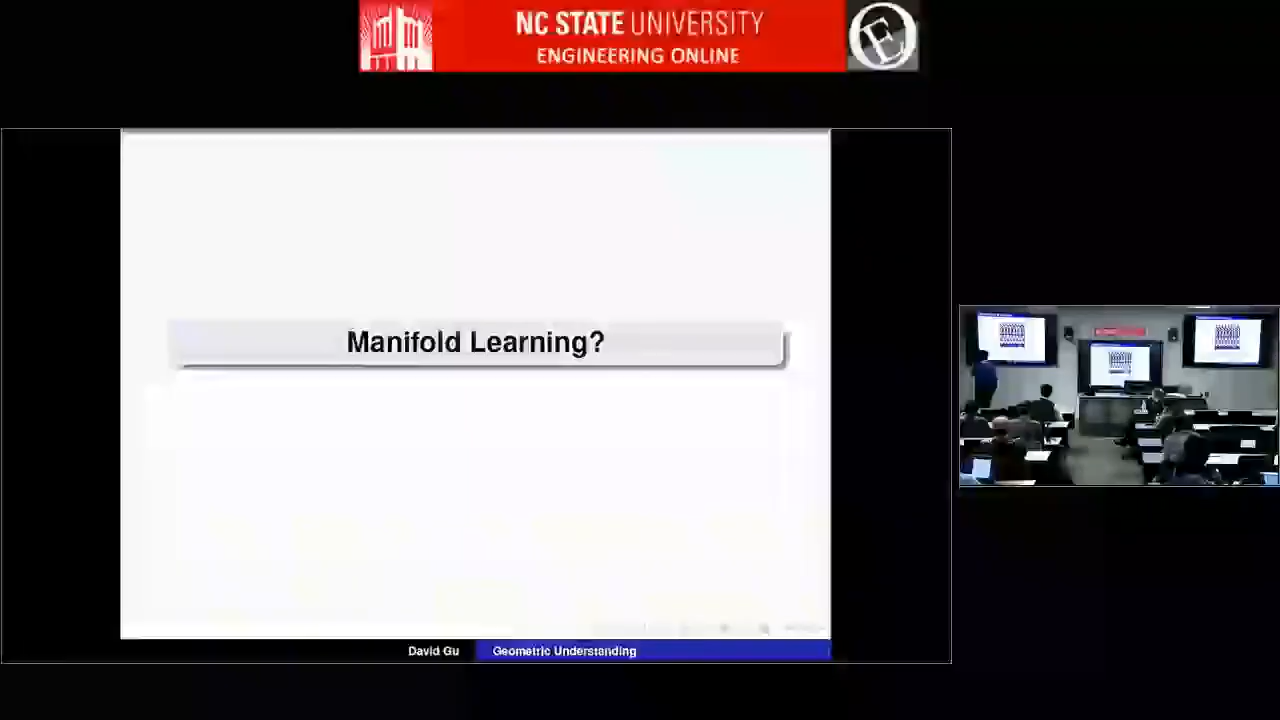 NC STATE UNIVERSITY
ENGINEERING ONLINE
Manifold Learning?
David Gu
Geometric Understanding